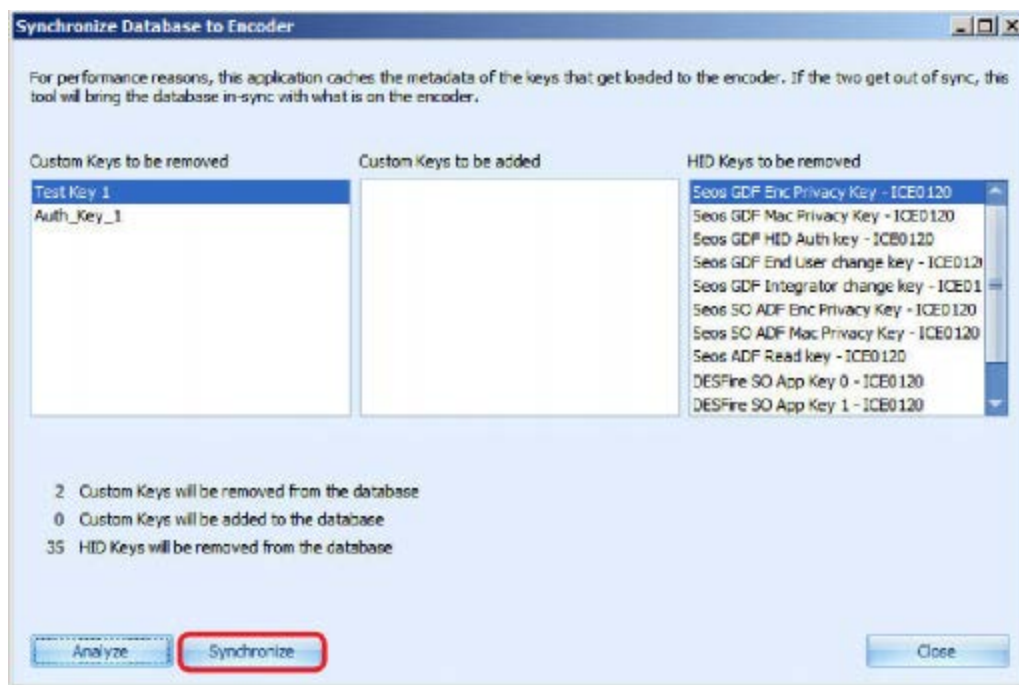 Synchronize Database to Encoder
For performance reasons, this application caches the metadata of the keys that get loaded to the encoder. If the two get out of sync, this
tool will bring the database in-sync with what is on the encoder.
Custom Keys to be removed
Test Key 1
Auth_Key_1
Custom Keys to be added
HID Keys to be removed
Seos GDF Enc Privacy Key - ICE0120
Seos GDF Mac Privacy Key - ICE0120
Seos GDF HID Auth key - ICE0120
Seos GDF End User change key - ICE012
Seos GDF Integrator change key - ICE01
Seos SO ADF Enc Privacy Key - ICE0120
Seos SO ADF Mac Privacy Key - ICE0120
Seos ADF Read key - ICE0120
DESFire SO App Key 0 - ICE0120
DESFire SO App Key 1 - ICE0120
2 Custom Keys will be removed from the database
0 Custom Keys will be added to the database
35 HID Keys will be removed from the database
Analyze Synchronize Close